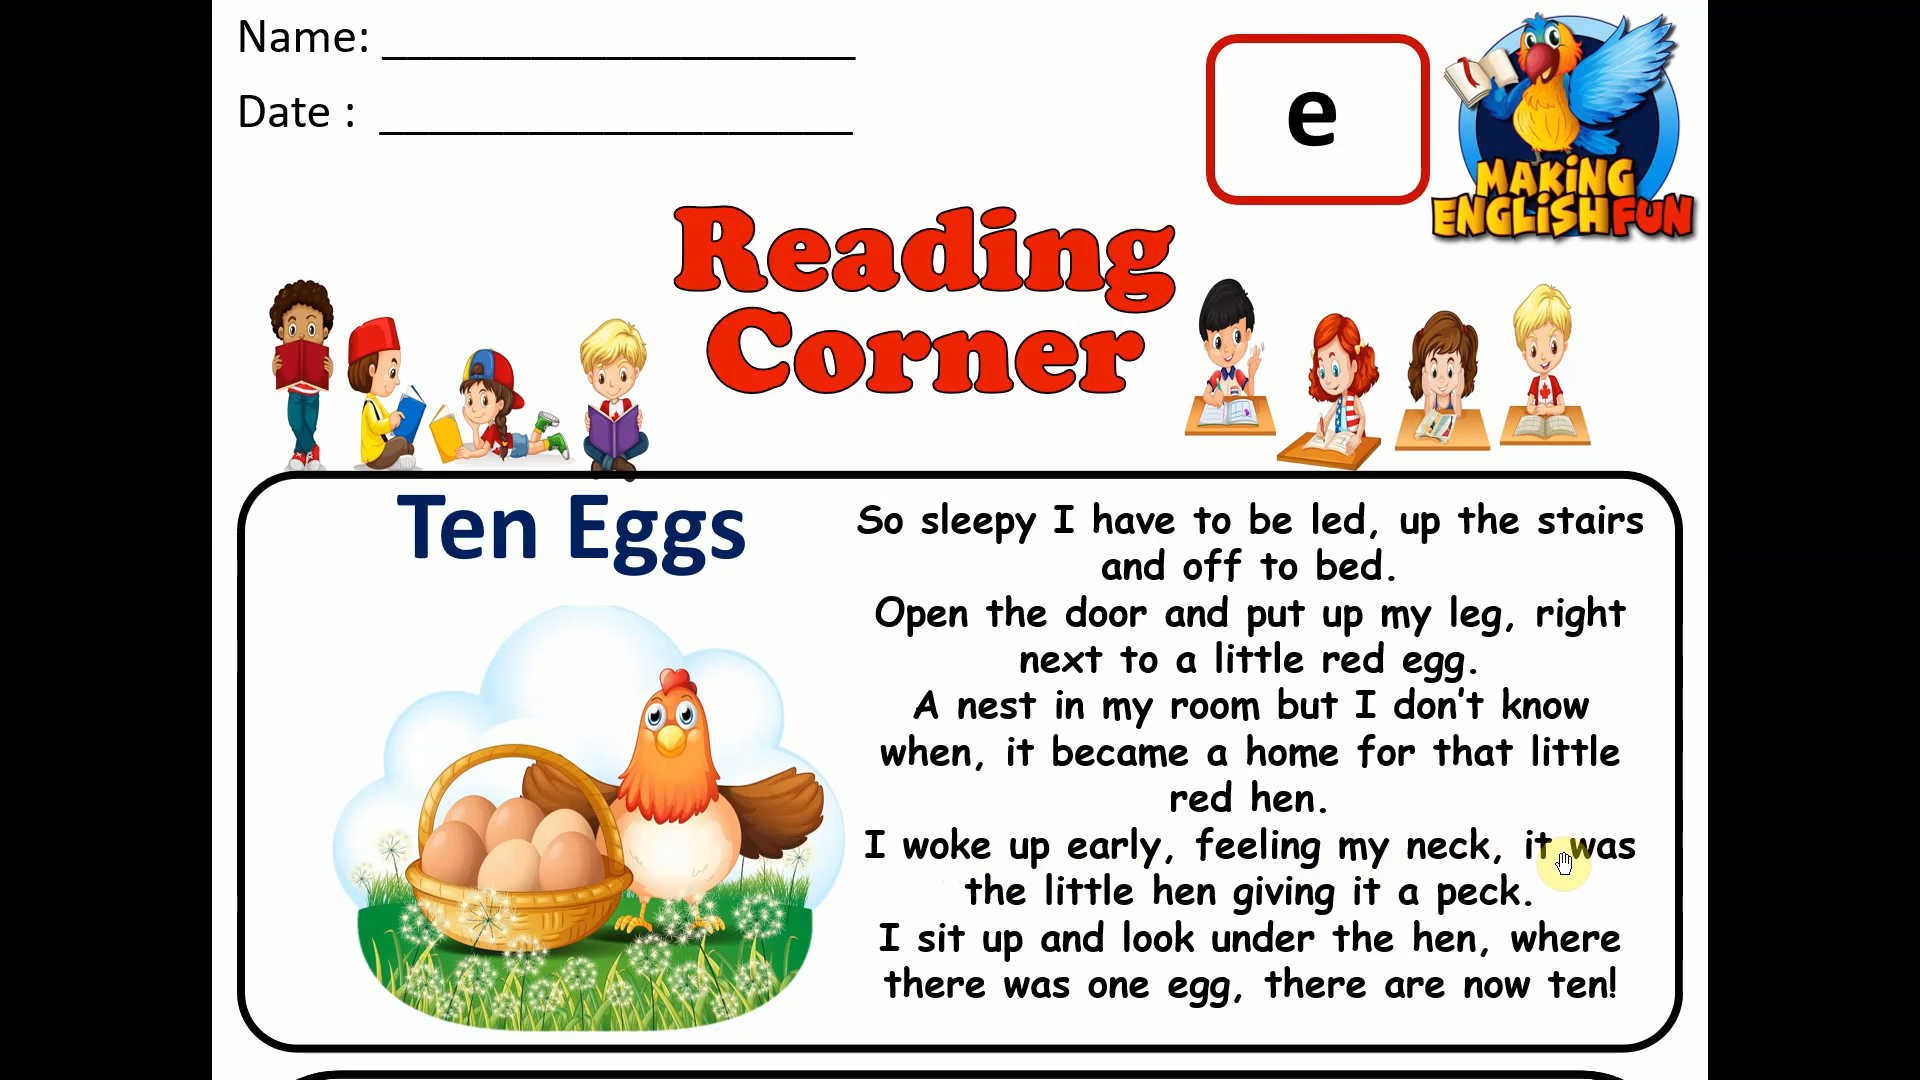 Name: ___________________
Date : ___________________
e
MAKING
ENGLISH FUN
Reading
Corner
Ten Eggs
So sleepy I have to be led, up the stairs
and off to bed.
Open the door and put up my leg, right
next to a little red egg.
A nest in my room but I don't know
when, it became a home for that little
red hen.
I woke up early, feeling my neck, it was
the little hen giving it a peck.
I sit up and look under the hen, where
there was one egg, there are now ten!